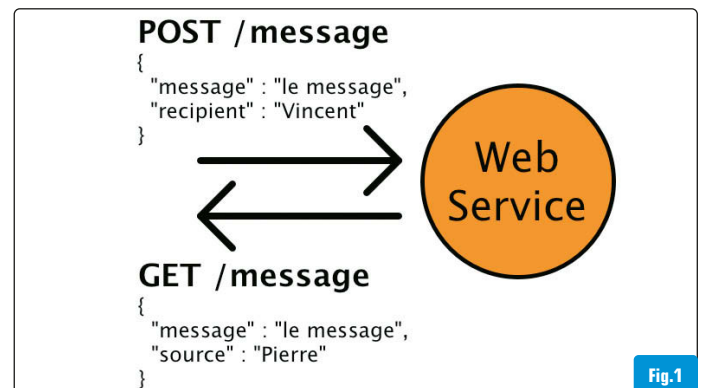 POST /message
{
"message" : "le message",
"recipient" : "Vincent"
}
Web
Service
GET /message
{
"message" : "le message",
"source" : "Pierre"
}
Fig.1